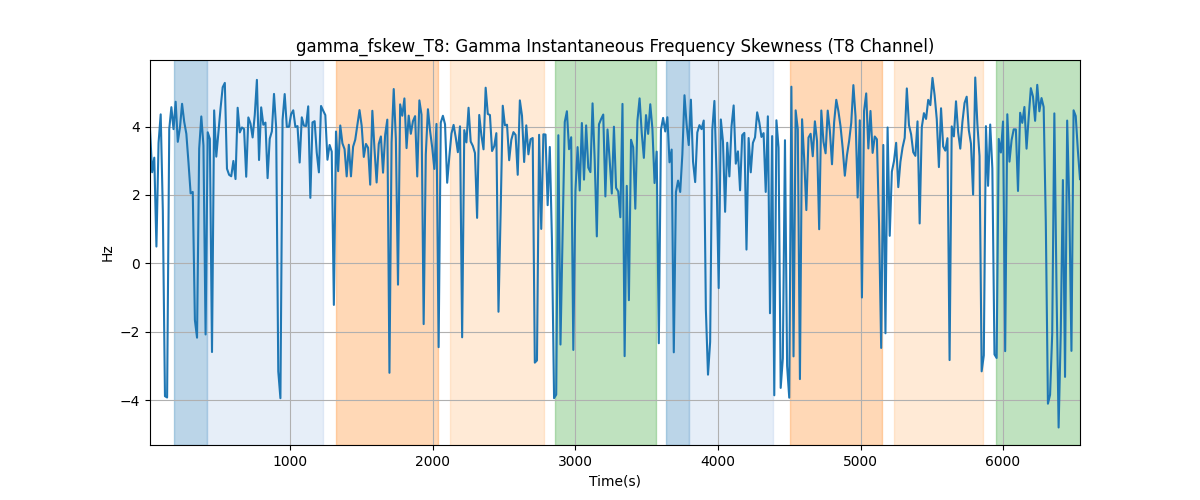 gamma_fskew_T8: Gamma Instantaneous Frequency Skewness (T8 Channel)
Hz
4
2
0
−2
−4
1000 2000 3000 4000 5000 6000
Time(s)